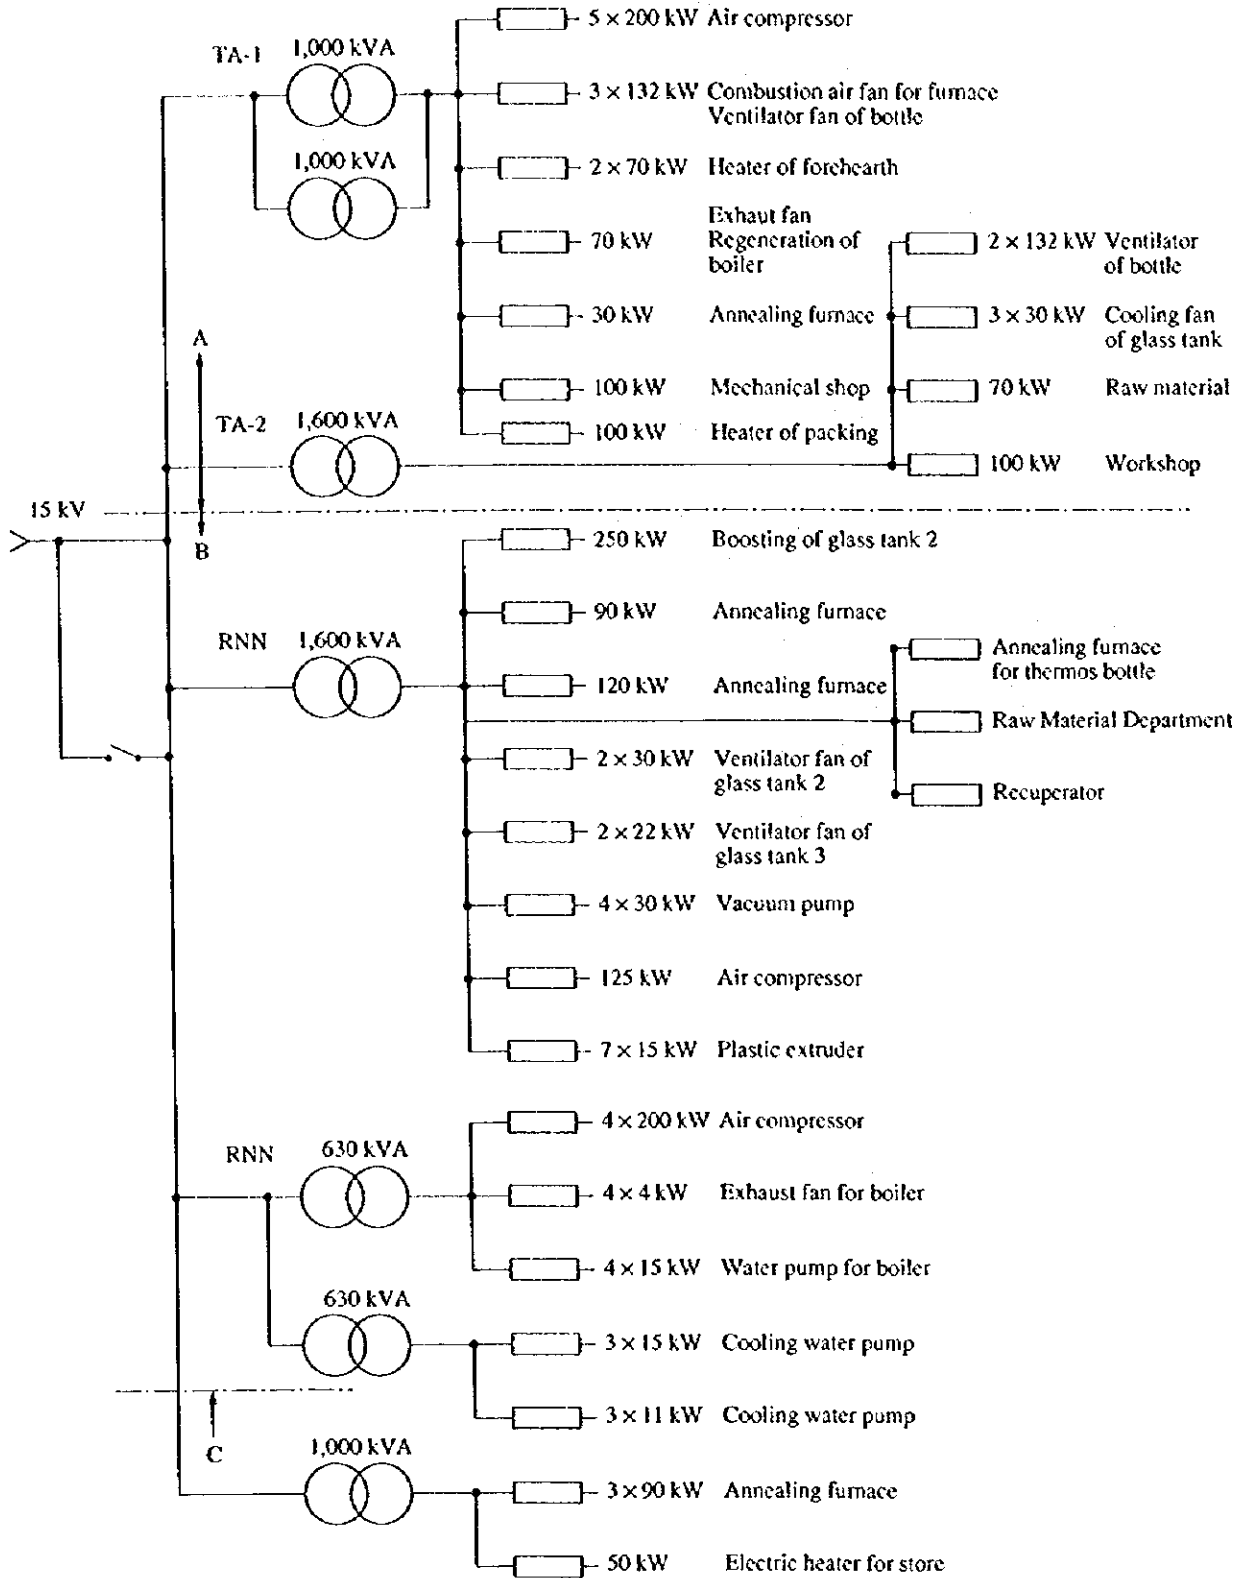 TA-1
1,000 kVA
1,000 kVA
5 × 200 kW Air compressor
3 × 132 kW Combustion air fan for furnace
Ventilator fan of bottle
2 × 70 kW Heater of forehearth
70 kW
Exhaut fan
Regeneration of
boiler
30 kW Annealing furnace
100 kW Mechanical shop
100 kW Heater of packing
A
TA-2
1,600 kVA
2 × 132 kW Ventilator
of bottle
3 × 30 kW Cooling fan
of glass tank
70 kW Raw material
100 kW Workshop
15 kV
B
RNN
1,600 kVA
250 kW Boosting of glass tank 2
90 kW Annealing furnace
120 kW Annealing furnace
Annealing furnace
for thermos bottle
Raw Material Department
Recuperator
2 × 30 kW Ventilator fan of
glass tank 2
2 × 22 kW Ventilator fan of
glass tank 3
4 × 30 kW Vacuum pump
125 kW Air compressor
7 × 15 kW Plastic extruder
RNN
630 kVA
4 × 200 kW Air compressor
4 × 4 kW Exhaust fan for boiler
4 × 15 kW Water pump for boiler
630 kVA
3 × 15 kW Cooling water pump
3 × 11 kW Cooling water pump
C
1,000 kVA
3 × 90 kW Annealing furnace
50 kW Electric heater for store